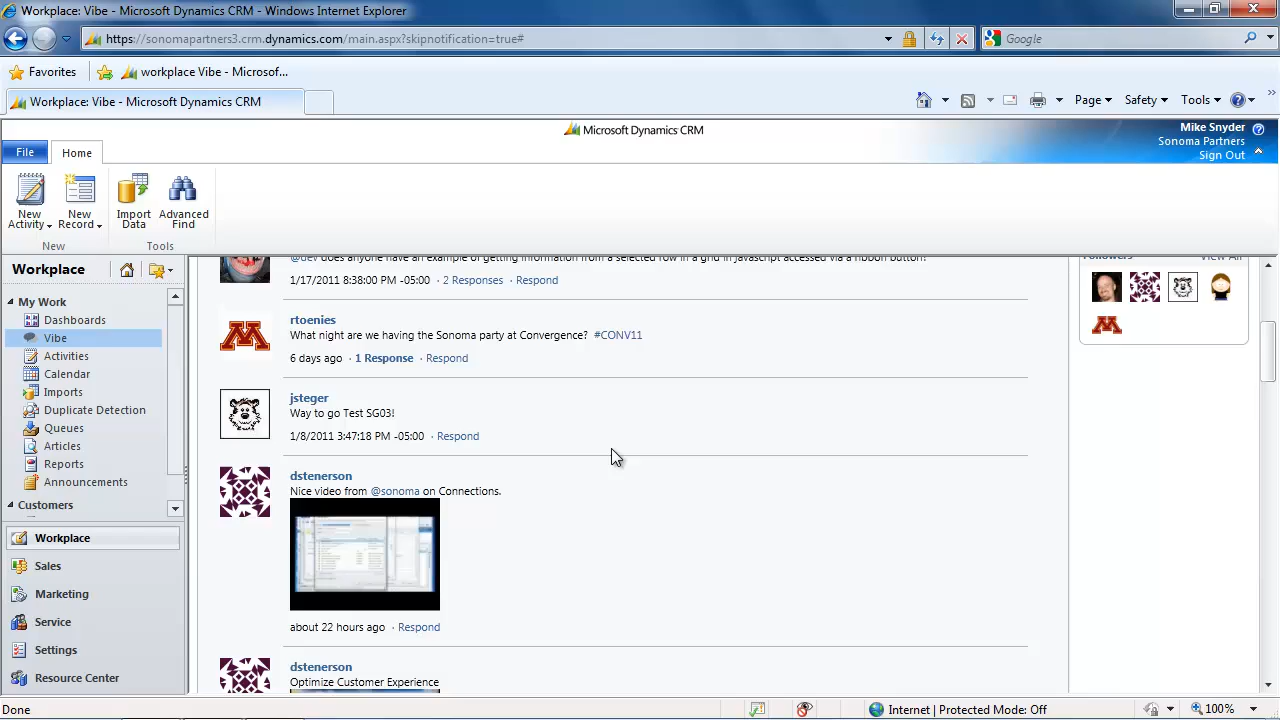 Workplace: Vibe - Microsoft Dynamics CRM - Windows Internet Explorer
https://sonomapartners3.crm.dynamics.com/main.aspx?skipnotification=true#
Google
Favorites
workplace Vibe - Microsof...
Workplace: Vibe - Microsoft Dynamics CRM
Page
Safety
Tools
Microsoft Dynamics CRM
Mike Snyder
Sonoma Partners
Sign Out
File
Home
New Activity
New Record
Import Data
Advanced Find
New
Tools
Workplace
My Work
Dashboards
Vibe
Activities
Calendar
Imports
Duplicate Detection
Queues
Articles
Reports
Announcements
Customers
Workplace
Sales
Marketing
Service
Settings
Resource Center
@dev does anyone have an example of getting information from a selected row in a grid in javascript accessed via a ribbon button?
1/17/2011 8:38:00 PM -05:00 · 2 Responses · Respond
rtoenies
What night are we having the Sonoma party at Convergence? #CONV11
6 days ago · 1 Response · Respond
jsteger
Way to go Test SG03!
1/8/2011 3:47:18 PM -05:00 · Respond
dstenerson
Nice video from @sonoma on Connections.
about 22 hours ago · Respond
dstenerson
Optimize Customer Experience
Followers
View All
Done
Internet | Protected Mode: Off
100%